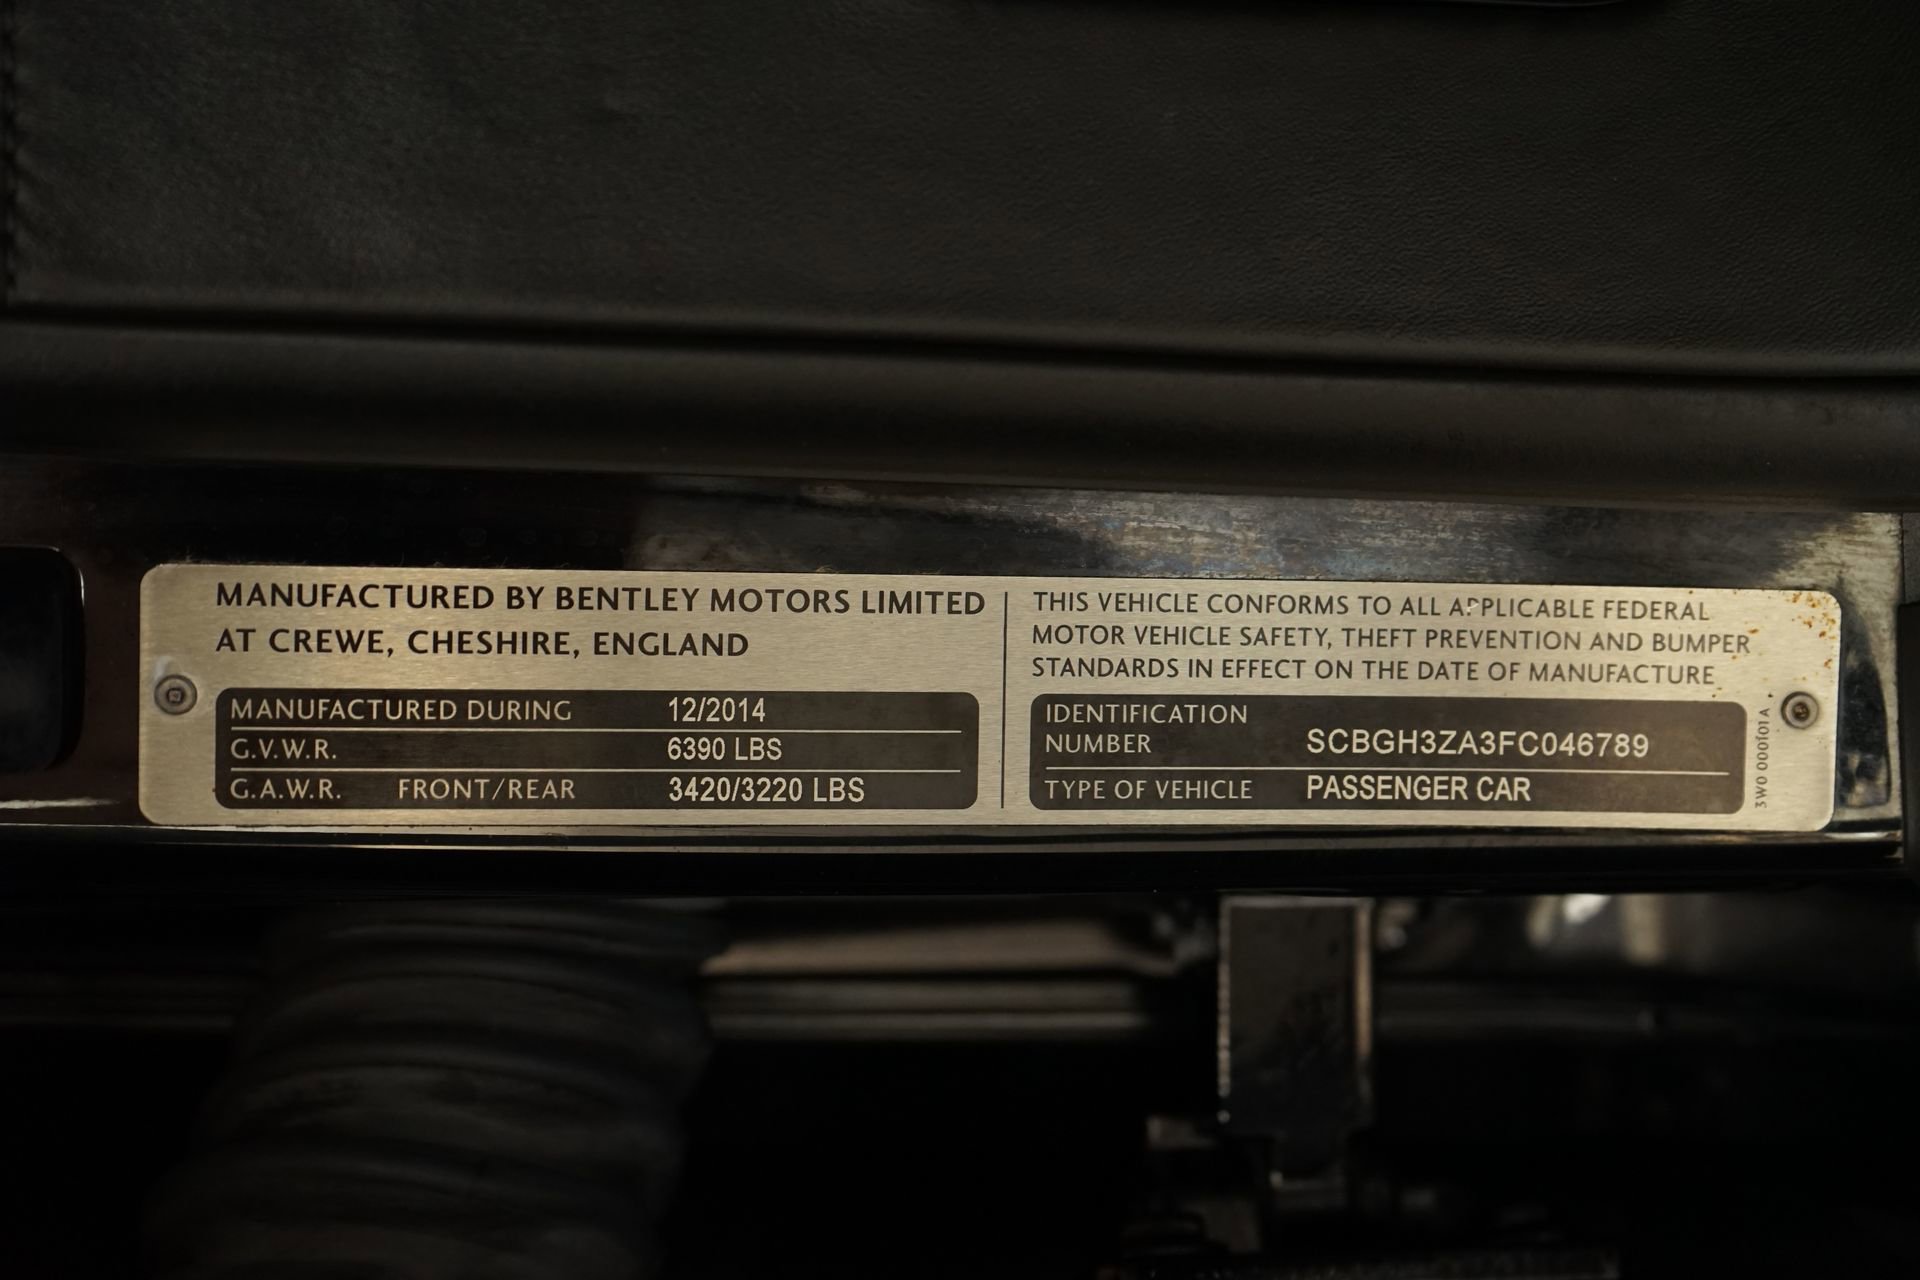 MANUFACTURED BY BENTLEY MOTORS LIMITED
AT CREWE, CHESHIRE, ENGLAND
MANUFACTURED DURING 12/2014
G.V.W.R. 6390 LBS
G.A.W.R. FRONT/REAR 3420/3220 LBS
THIS VEHICLE CONFORMS TO ALL APPLICABLE FEDERAL
MOTOR VEHICLE SAFETY, THEFT PREVENTION AND BUMPER
STANDARDS IN EFFECT ON THE DATE OF MANUFACTURE
IDENTIFICATION
NUMBER SCBGH3ZA3FC046789
TYPE OF VEHICLE PASSENGER CAR
3W0 000101A